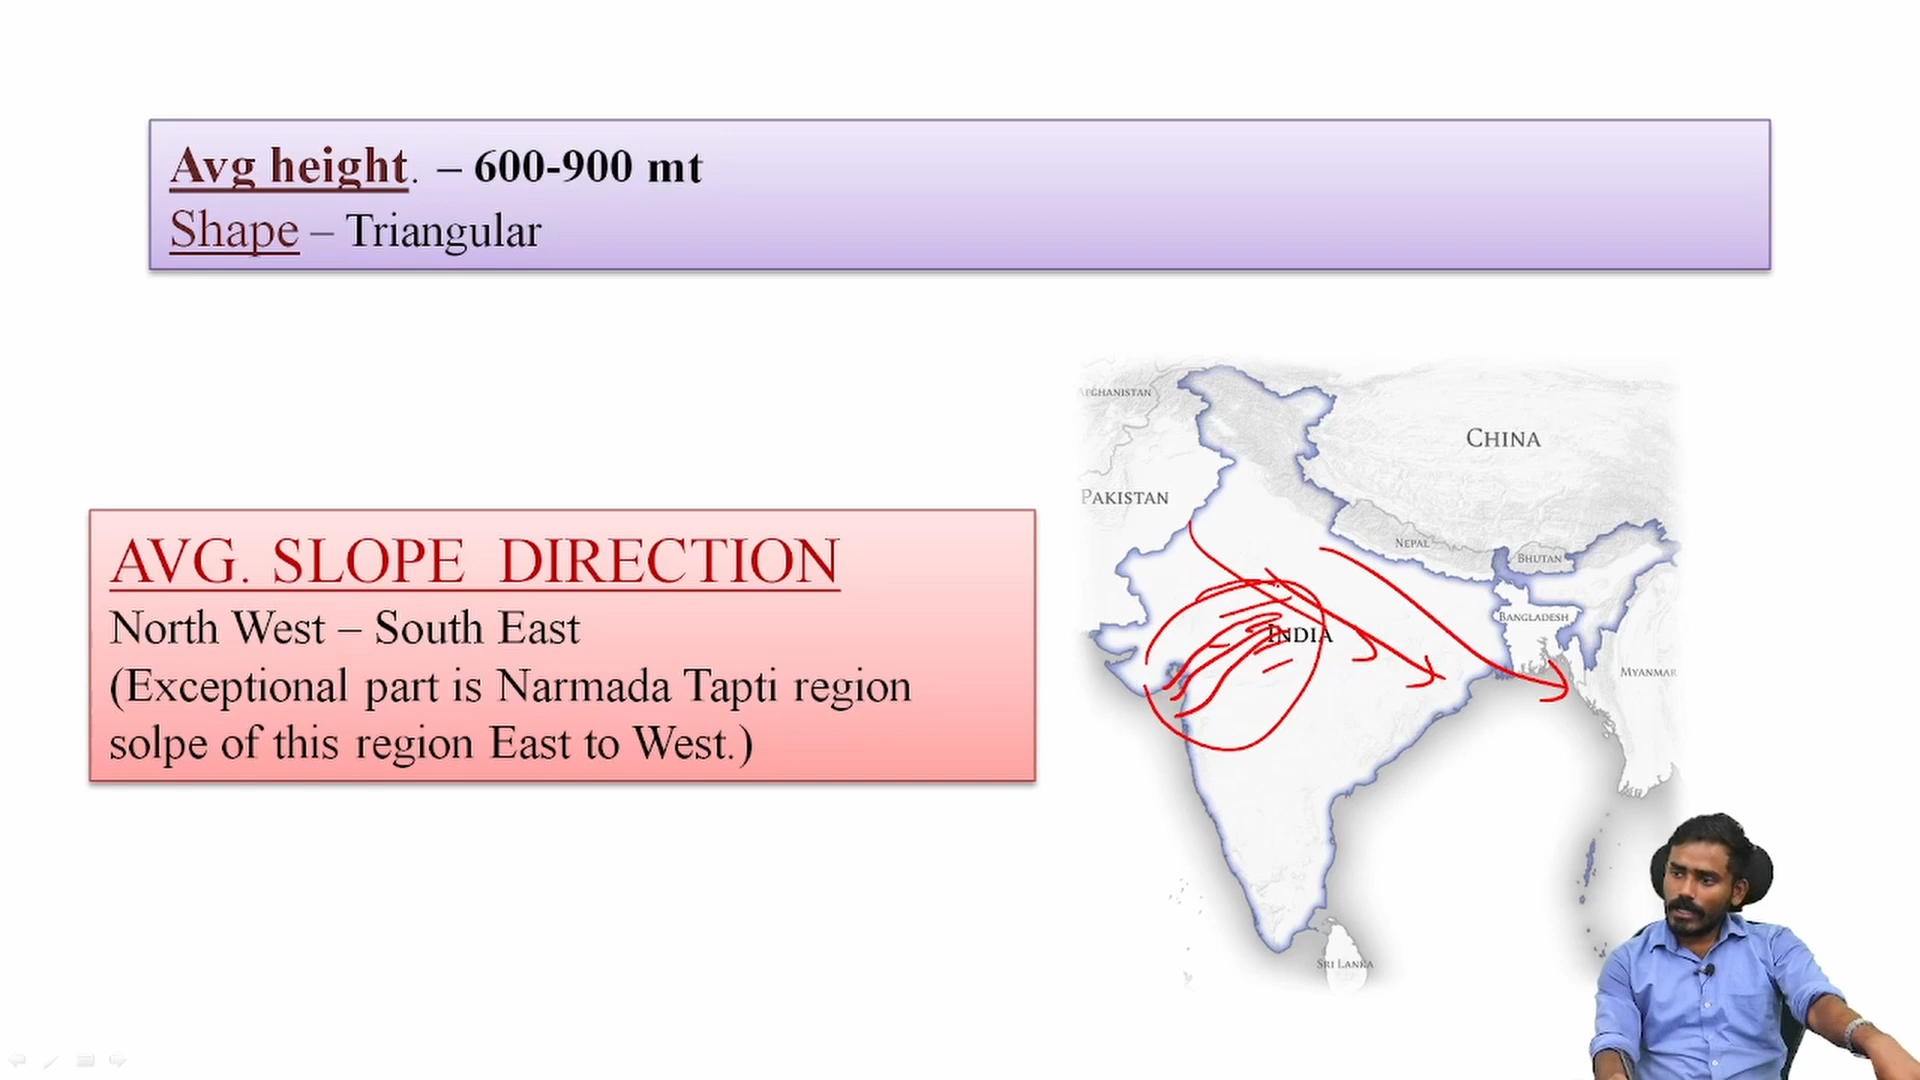 Avg height. – 600-900 mt
Shape – Triangular
AFGHANISTAN
CHINA
PAKISTAN
AVG. SLOPE DIRECTION
NEPAL
BHUTAN
North West – South East
BANGLADESH
INDIA
(Exceptional part is Narmada Tapti region
MYANMAR
solpe of this region East to West.)
SRI LANKA